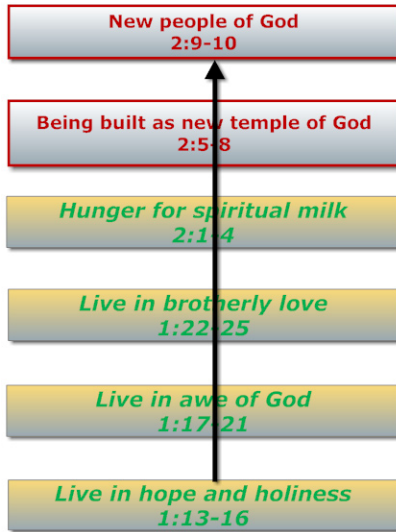 New people of God
2:9-10
Being built as new temple of God
2:5-8
Hunger for spiritual milk
2:1-4
Live in brotherly love
1:22-25
Live in awe of God
1:17-21
Live in hope and holiness
1:13-16